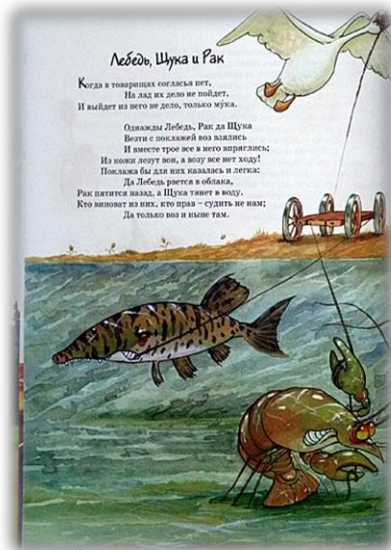 Лебедь, Щука и Рак
Когда в товарищах согласья нет,
На лад их дело не пойдет,
И выйдет из него не дело, только му́ка.
Однажды Лебедь, Рак да Щука
Везти с поклажей воз взялись
И вместе трое все в него впряглись;
Из кожи лезут вон, а возу все нет ходу!
Поклажа бы для них казалась и легка:
Да Лебедь рвется в облака,
Рак пятится назад, а Щука тянет в воду.
Кто виноват из них, кто прав – судить не нам;
Да только воз и ныне там.